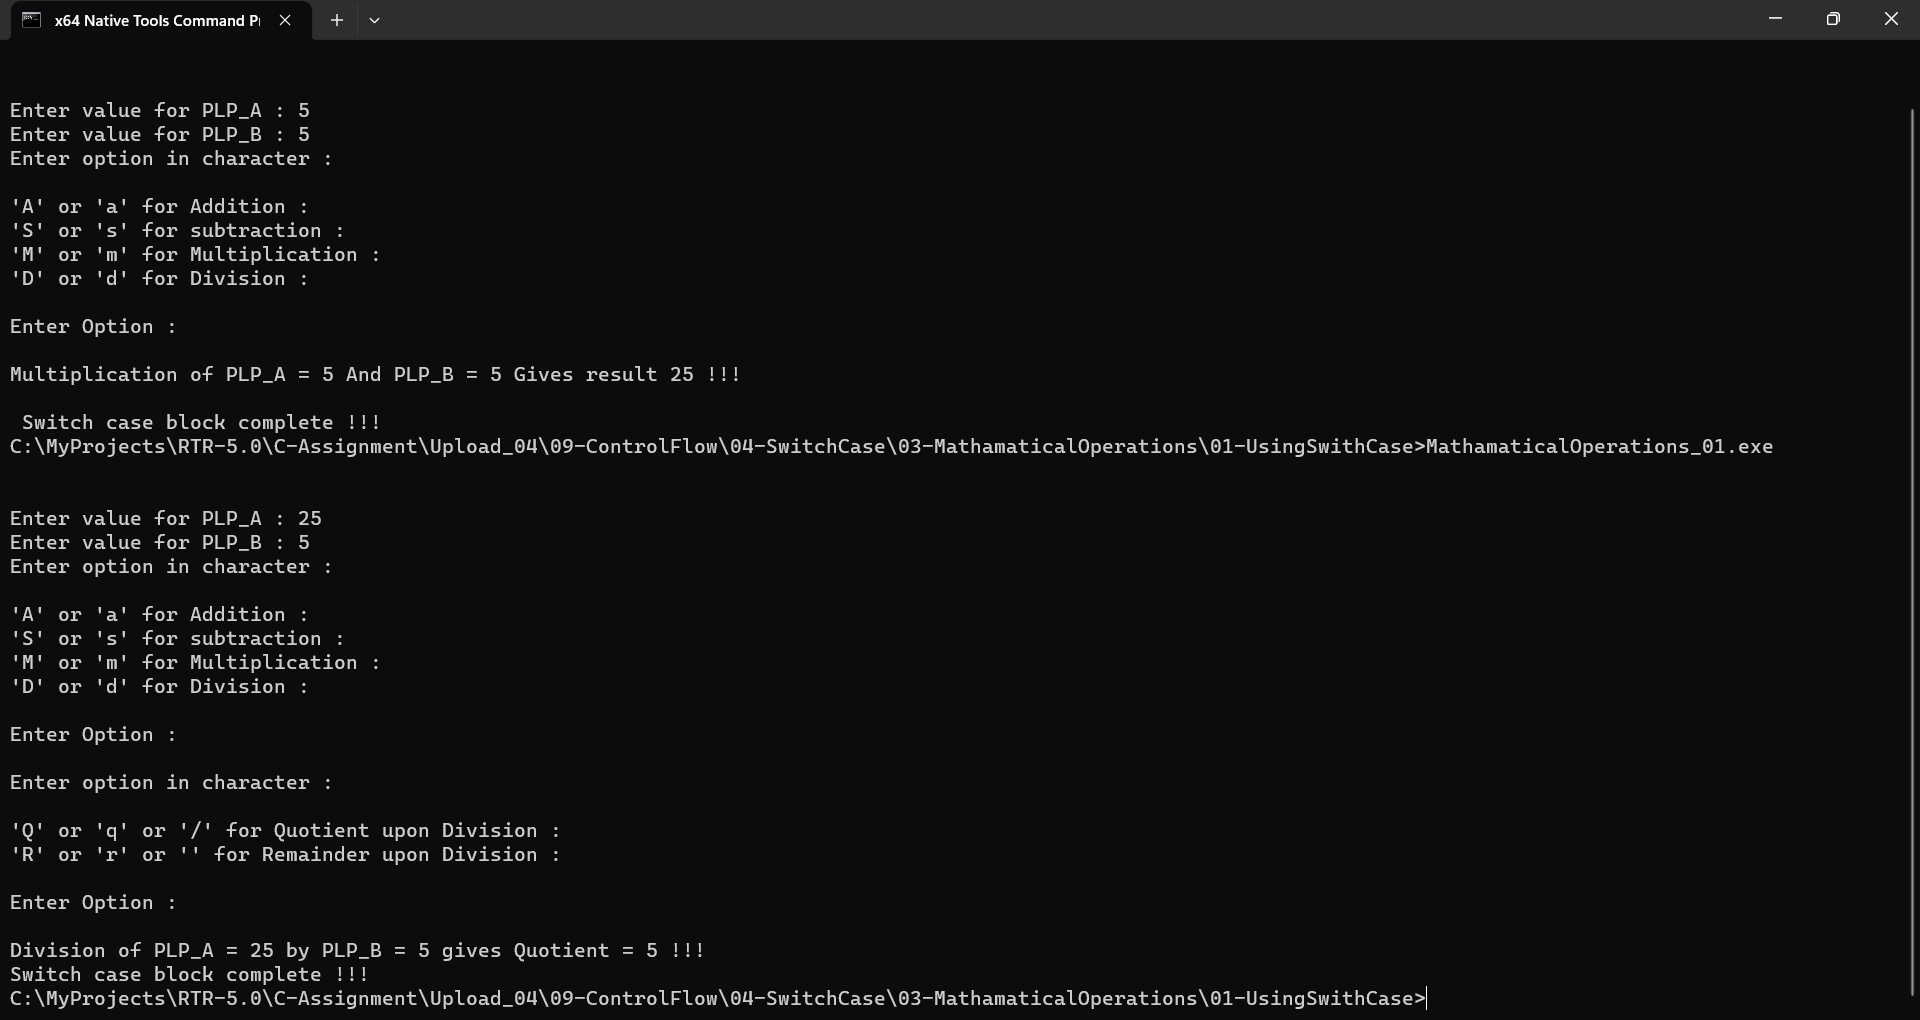 x64 Native Tools Command P
Enter value for PLP_A : 5
Enter value for PLP_B : 5
Enter option in character :
'A' or 'a' for Addition :
'S' or 's' for subtraction :
'M' or 'm' for Multiplication :
'D' or 'd' for Division :
Enter Option :
Multiplication of PLP_A = 5 And PLP_B = 5 Gives result 25 !!!
Switch case block complete !!!
C:\MyProjects\RTR-5.0\C-Assignment\Upload_04\09-ControlFlow\04-SwitchCase\03-MathamaticalOperations\01-UsingSwithCase>MathamaticalOperations_01.exe
Enter value for PLP_A : 25
Enter value for PLP_B : 5
Enter option in character :
'A' or 'a' for Addition :
'S' or 's' for subtraction :
'M' or 'm' for Multiplication :
'D' or 'd' for Division :
Enter Option :
Enter option in character :
'Q' or 'q' or '/' for Quotient upon Division :
'R' or 'r' or '' for Remainder upon Division :
Enter Option :
Division of PLP_A = 25 by PLP_B = 5 gives Quotient = 5 !!!
Switch case block complete !!!
C:\MyProjects\RTR-5.0\C-Assignment\Upload_04\09-ControlFlow\04-SwitchCase\03-MathamaticalOperations\01-UsingSwithCase>